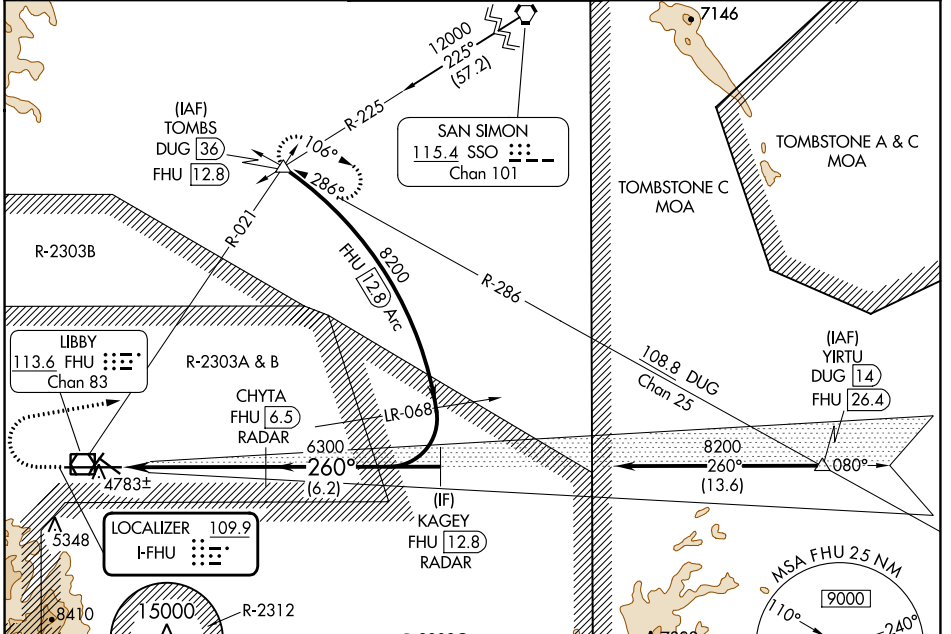 7146
12000
225°
(57.2)
R-225
(IAF)
TOMBS
DUG 36
FHU 12.8
106°
286°
SAN SIMON
115.4 SSO
Chan 101
TOMBSTONE A & C
MOA
TOMBSTONE C
MOA
R-021
R-2303B
8200
FHU 12.8 Arc
R-286
LIBBY
113.6 FHU
Chan 83
R-2303A & B
108.8 DUG
Chan 25
(IAF)
YIRTU
DUG 14
FHU 26.4
CHYTA
FHU 6.5
RADAR
LR-068
6300
260°
(6.2)
8200
260°
(13.6)
080°
4783±
(IF)
KAGEY
FHU 12.8
RADAR
LOCALIZER 109.9
I-FHU
5348
8410
15000
R-2312
MSA FHU 25 NM
9000
110°
240°